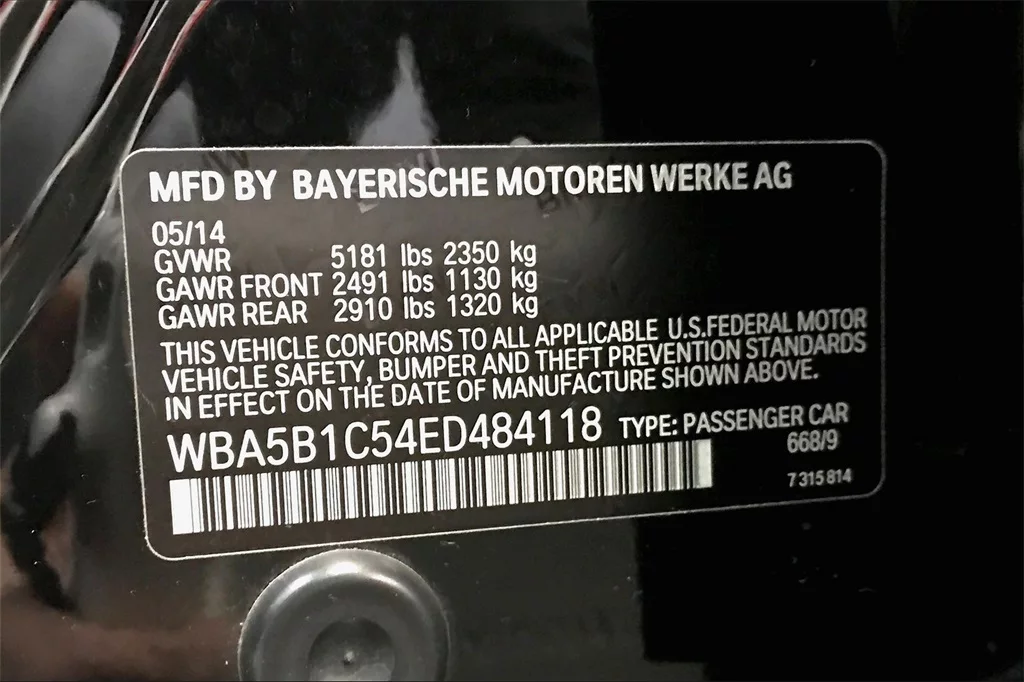 MFD BY BAYERISCHE MOTOREN WERKE AG
05/14
GVWR 5181 lbs 2350 kg
GAWR FRONT 2491 lbs 1130 kg
GAWR REAR 2910 lbs 1320 kg
THIS VEHICLE CONFORMS TO ALL APPLICABLE U.S.FEDERAL MOTOR
VEHICLE SAFETY, BUMPER AND THEFT PREVENTION STANDARDS
IN EFFECT ON THE DATE OF MANUFACTURE SHOWN ABOVE.
WBA5B1C54ED484118 TYPE: PASSENGER CAR
668/9
7 315 814